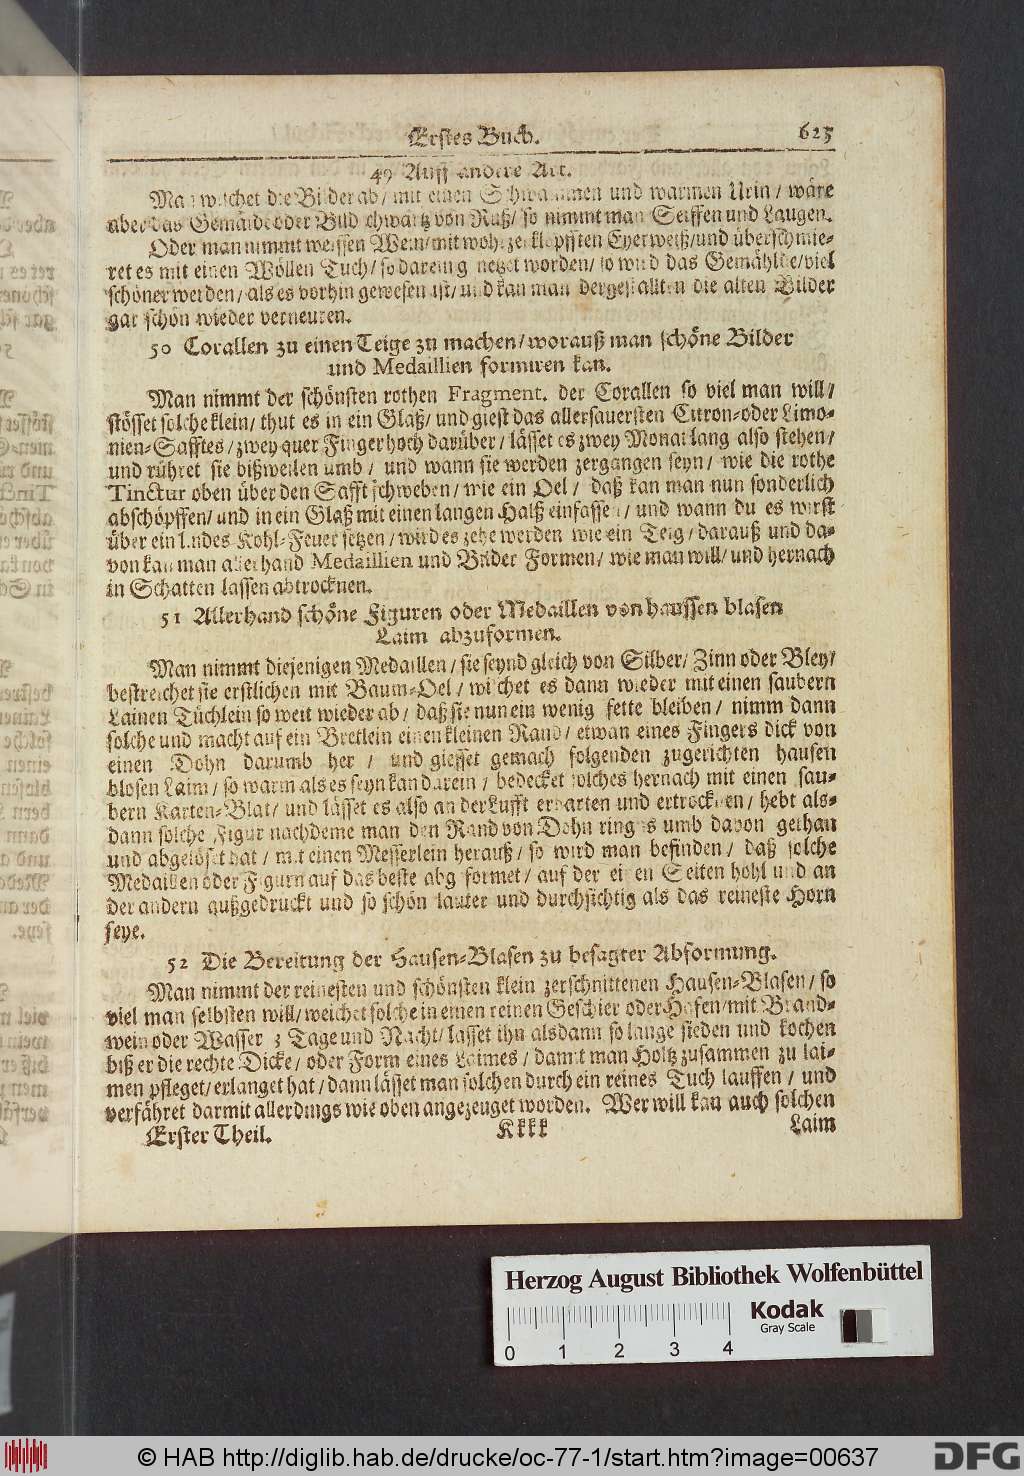 Erstes Buch. 625
49 Auff andere Art.
Man wischet die Bilder ab/ mit einen Schwammen und warmen Urin/ wäre
aber das Gemälde oder Bild schwartz von Ruß/ so nimmt man Seiffen und Laugen.
Oder man nimmt weissen Wein/ mit wohl zerklopfften Eyerweiß/ und überschmie-
ret es mit einen Wöllen Tuch/ so darein genetzet worden/ so wird das Gemählde/ viel
schöner werden/ als es vorhin gewesen ist/ und kan man dergestallten die alten Bilder
gar schön wieder verneuren.
50 Corallen zu einen Teige zu machen/ worauß man schöne Bilder
und Medaillien formiren kan.
Man nimmt der schönsten rothen Fragment. der Corallen so viel man will/
stösset solche klein/ thut es in ein Glaß/ und giest das allersauersten Citron- oder Limo-
nien-Safftes/ zwey quer Finger hoch darüber/ lässet es zwey Monat lang also stehen/
und rühret sie bißweilen umb/ und wann sie werden zergangen seyn/ wie die rothe
Tinctur oben über den Safft schweben/ wie ein Oel/ daß kan man nun sonderlich
abschöpffen/ und in ein Glaß mit einen langen Halß einfassen/ und wann du es wirst
über ein lindes Kohl-Feuer setzen/ wird es zehe werden wie ein Teig/ darauß und da-
von kan man allerhand Medaillien und Bilder Formen/ wie man will/ und hernach
in Schatten lassen abtrocknen.
51 Allerhand schöne Figuren oder Medaillen von haussen blasen
Laim abzuformen.
Man nimmt diejenigen Medaillen/ sie seynd gleich von Silber/ Zinn oder Bley/
bestreichet sie erstlichen mit Baum-Oel/ wischet es dann wieder mit einen saubern
Lainen Tüchlein so weit wieder ab/ daß sie nun ein wenig fette bleiben/ nimm dann
solche und macht auf ein Bretlein einen kleinen Rand/ etwan eines Fingers dick von
einen Dohn darumb her/ und giesset gemach folgenden zugerichten hausen
blosen Laim/ so warm als es seyn kan darein/ bedecket solches hernach mit einen sau-
bern Karten-Blat/ und lässet es also an der Lufft erharten und ertrocknen/ hebt als-
dann solche Figur nachdeme man den Rand von Dohn ringes umb davon gethan
und abgelöset hat/ mit einen Messerlein herauß/ so wird man befinden/ daß solche
Medaillen oder Figurn auf das beste abgeformet/ auf der einen Seiten hohl und an
der andern außgedruckt und so schön lauter und durchsichtig als das reineste Horn
seye.
52 Die Bereitung der Hausen-Blasen zu besagter Abformung.
Man nimmt der reinesten und schönsten klein zerschnittenen Hausen-Blasen/ so
viel man selbsten will/ weichet solche in einen reinen Geschier oder Hafen/ mit Brand-
wein oder Wasser 3 Tage und Nacht/ lasset ihn alsdann so lange sieden und kochen
biß er die rechte Dicke/ oder Form eines Laimes/ damit man Holtz zusammen zu lai-
men pfleget/ erlanget hat/ dann lässet man solchen durch ein reines Tuch lauffen/ und
verfähret darmit allerdings wie oben angezeuget worden. Wer will kan auch solchen
Erster Theil. Kkkk Laim
Herzog August Bibliothek Wolfenbüttel
Kodak
Gray Scale
0 1 2 3 4
© HAB http://diglib.hab.de/drucke/oc-77-1/start.htm?image=00637
DFG